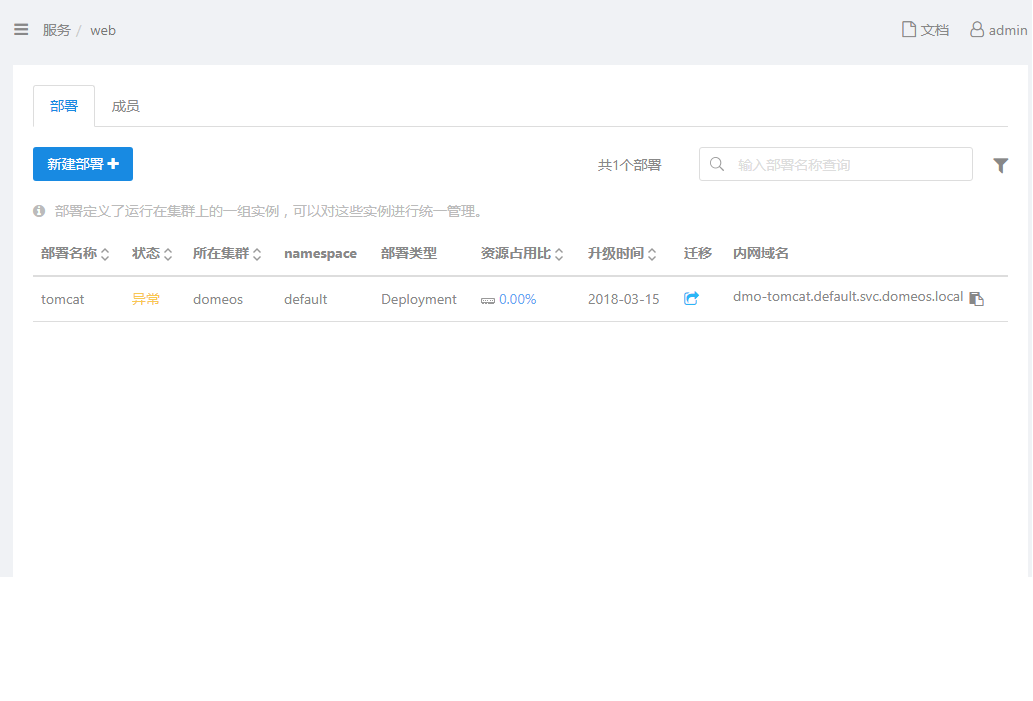 服务 / web 文档 admin
部署 成员
新建部署 共1个部署 输入部署名称查询
部署定义了运行在集群上的一组实例，可以对这些实例进行统一管理。
部署名称 状态 所在集群 namespace 部署类型 资源占用比 升级时间 迁移 内网域名
tomcat 异常 domeos default Deployment 0.00% 2018-03-15 dmo-tomcat.default.svc.domeos.local